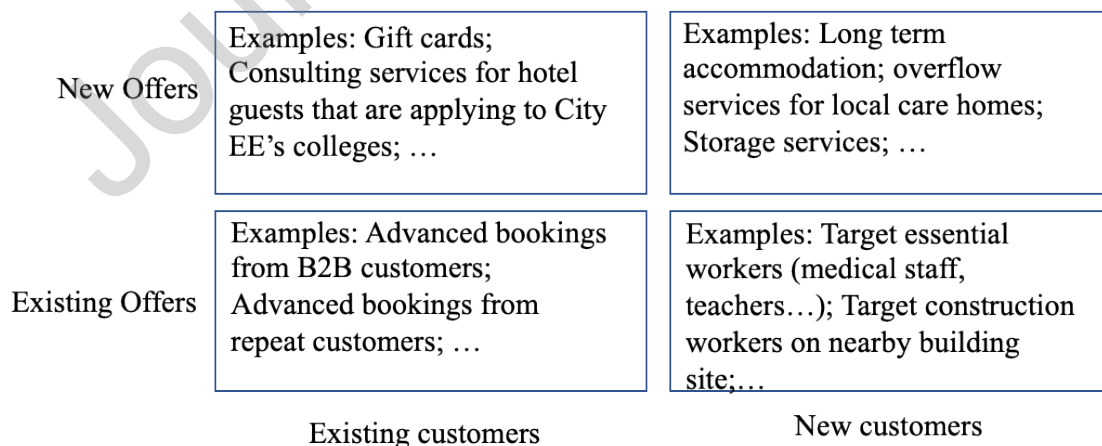 Jour
New Offers
Examples: Gift cards;
Consulting services for hotel
guests that are applying to City
EE’s colleges; …
Examples: Long term
accommodation; overflow
services for local care homes;
Storage services; …
Existing Offers
Examples: Advanced bookings
from B2B customers;
Advanced bookings from
repeat customers; …
Examples: Target essential
workers (medical staff,
teachers…); Target construction
workers on nearby building
site;…
Existing customers
New customers